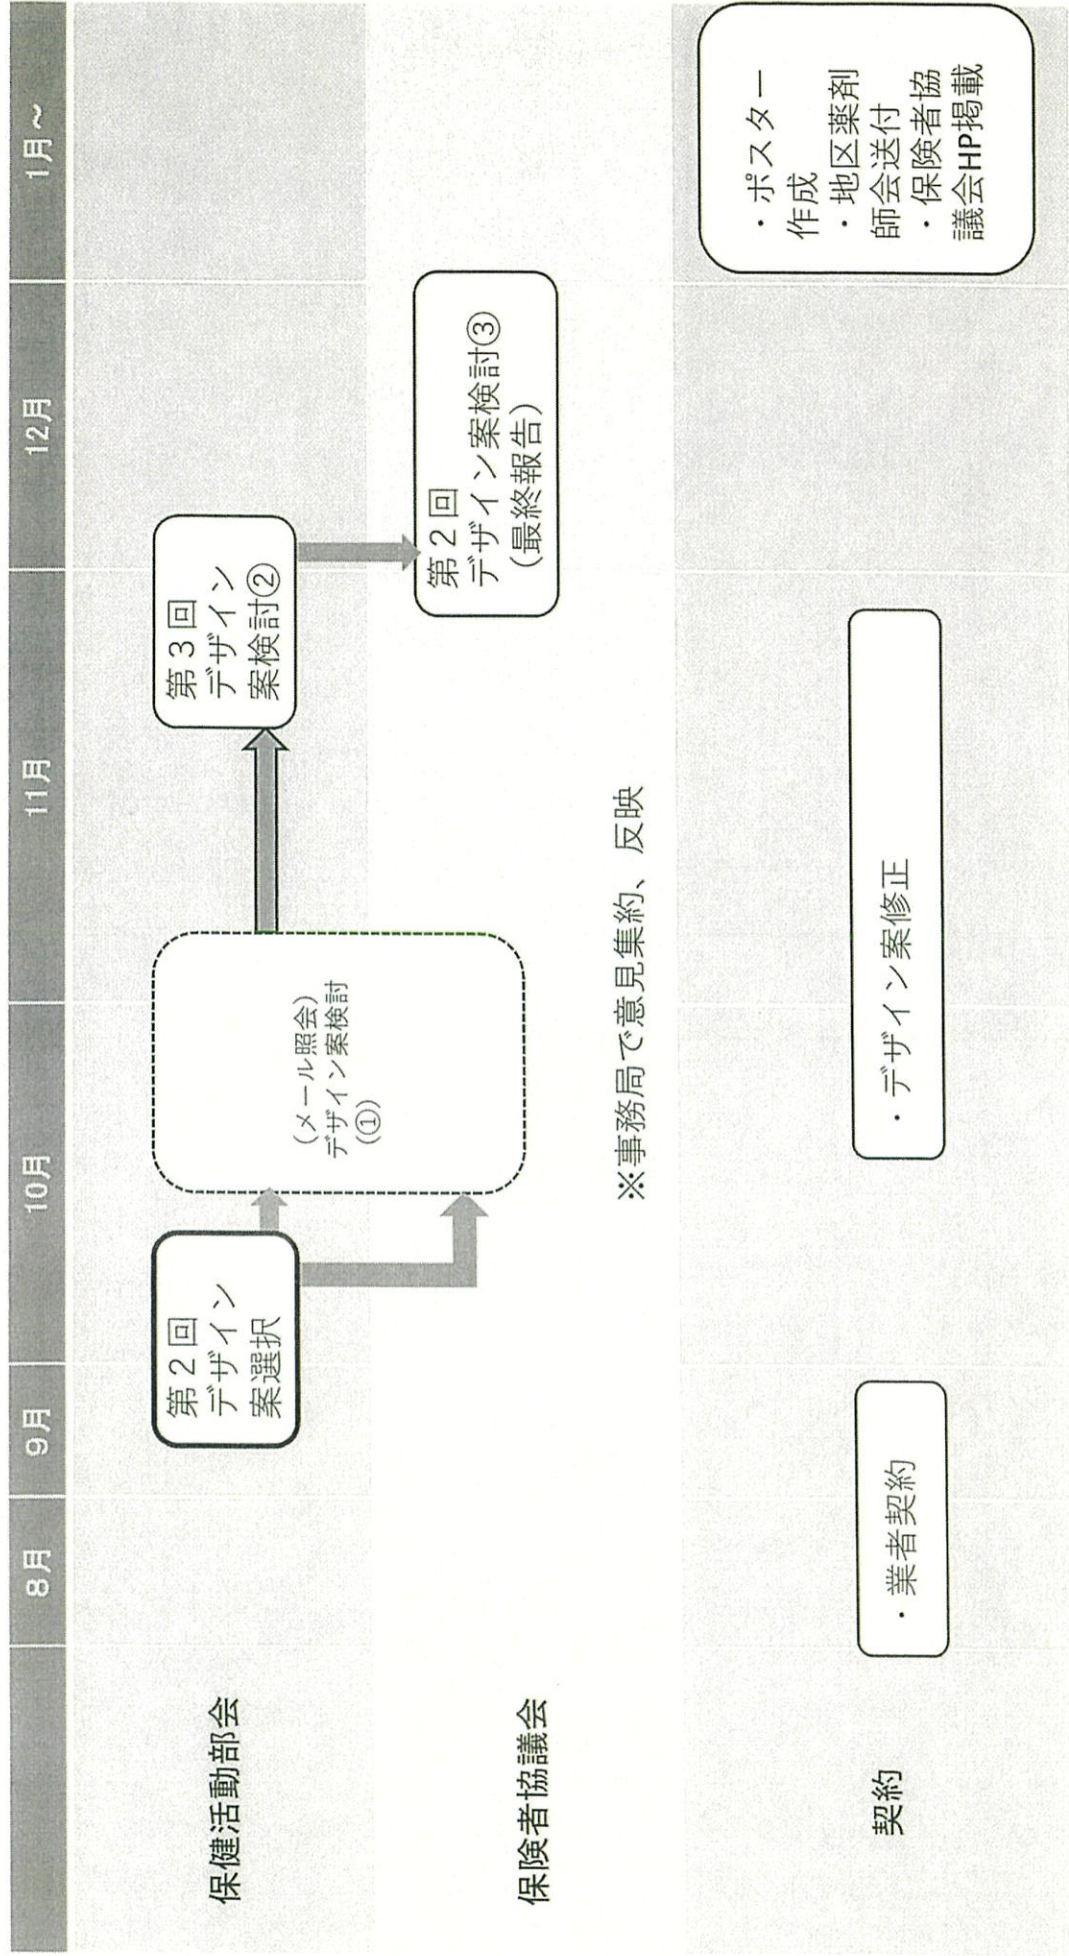 8月
9月
10月
11月
12月
1月～
保健活動部会
第２回
デザイン
案選択
(メール照会)
デザイン案検討
(①)
第３回
デザイン
案検討②
保険者協議会
第２回
デザイン案検討③
(最終報告)
※事務局で意見集約、反映
契約
・業者契約
・デザイン案修正
・ポスター
作成
・地区薬剤
師会送付
・保険者協
議会HP掲載